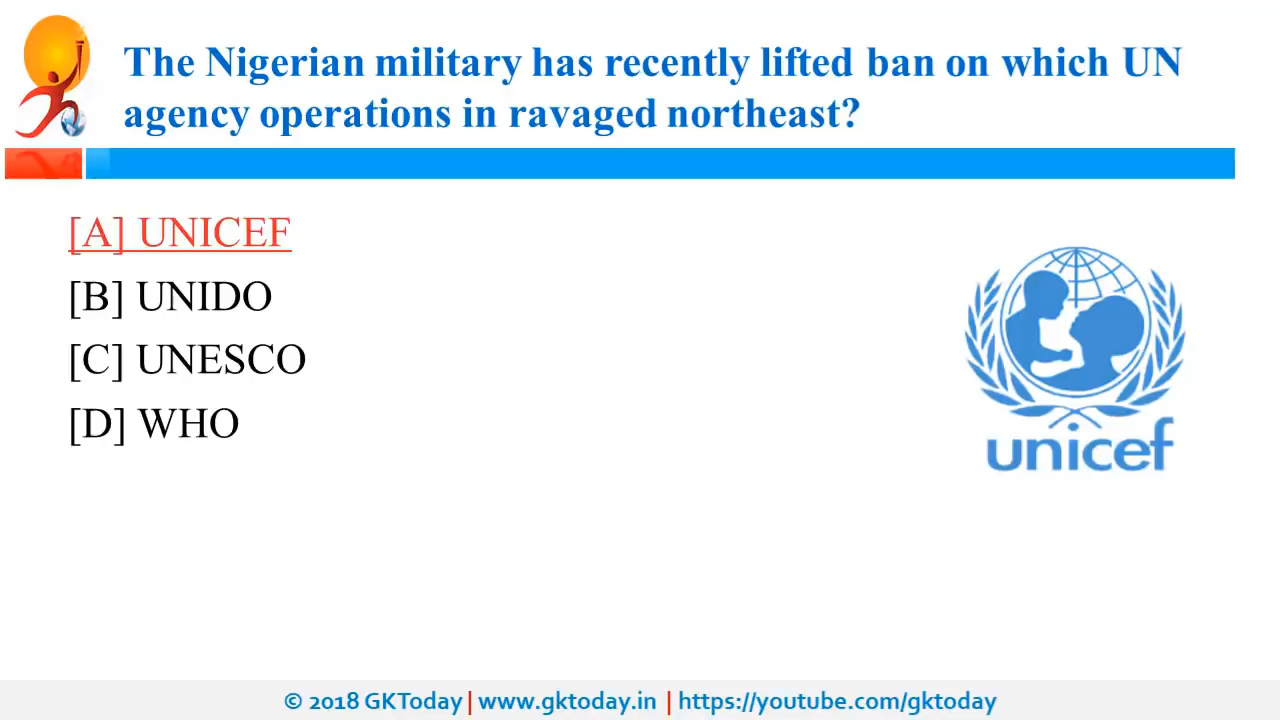 The Nigerian military has recently lifted ban on which UN
agency operations in ravaged northeast?
[A] UNICEF
[B] UNIDO
[C] UNESCO
[D] WHO
unicef
© 2018 GKToday | www.gktoday.in | https://youtube.com/gktoday